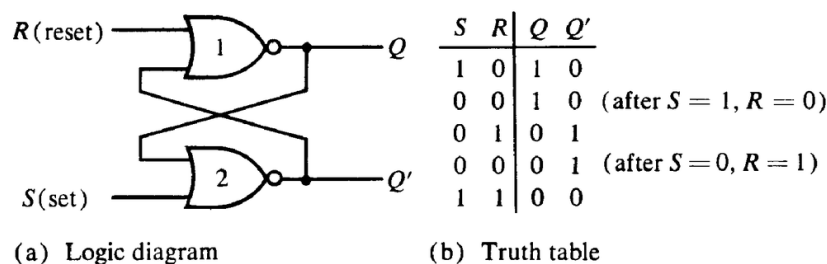 R(reset)
1
Q
2
Q'
S(set)
(a) Logic diagram
S R Q Q'
1 0 1 0
0 0 1 0 (after S = 1, R = 0)
0 1 0 1
0 0 0 1 (after S = 0, R = 1)
1 1 0 0
(b) Truth table